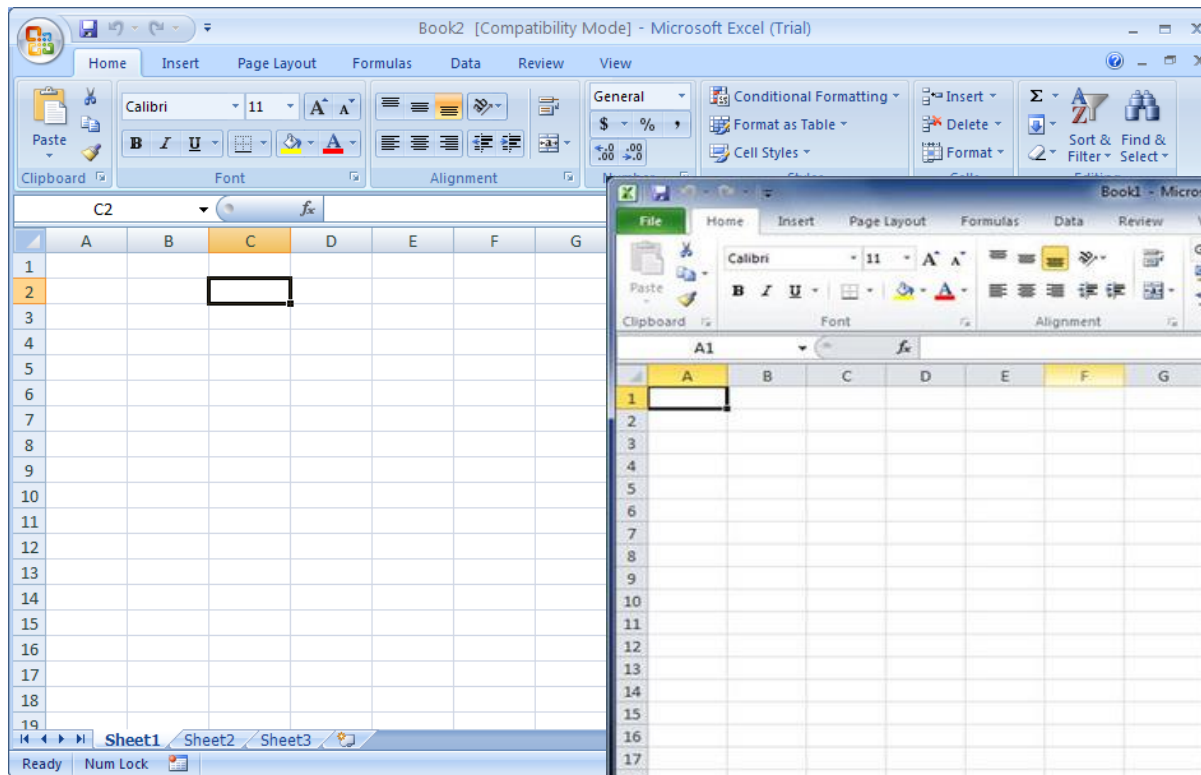 Book2 [Compatibility Mode] - Microsoft Excel (Trial)
Home Insert Page Layout Formulas Data Review View
Calibri 11 A A General Conditional Formatting Insert Σ
Paste B I U A $ % , Format as Table Delete Sort & Filter Find & Select
.0 .00 .00 .0 Cell Styles Format
Clipboard Font Alignment
C2 fx
A B C D E F G
1
2
3
4
5
6
7
8
9
10
11
12
13
14
15
16
17
18
19
Sheet1 Sheet2 Sheet3
Ready Num Lock
Book1 - Micros
File Home Insert Page Layout Formulas Data Review
Calibri 11 A A
Paste B I U A
Clipboard Font Alignment
A1 fx
A B C D E F G
1
2
3
4
5
6
7
8
9
10
11
12
13
14
15
16
17